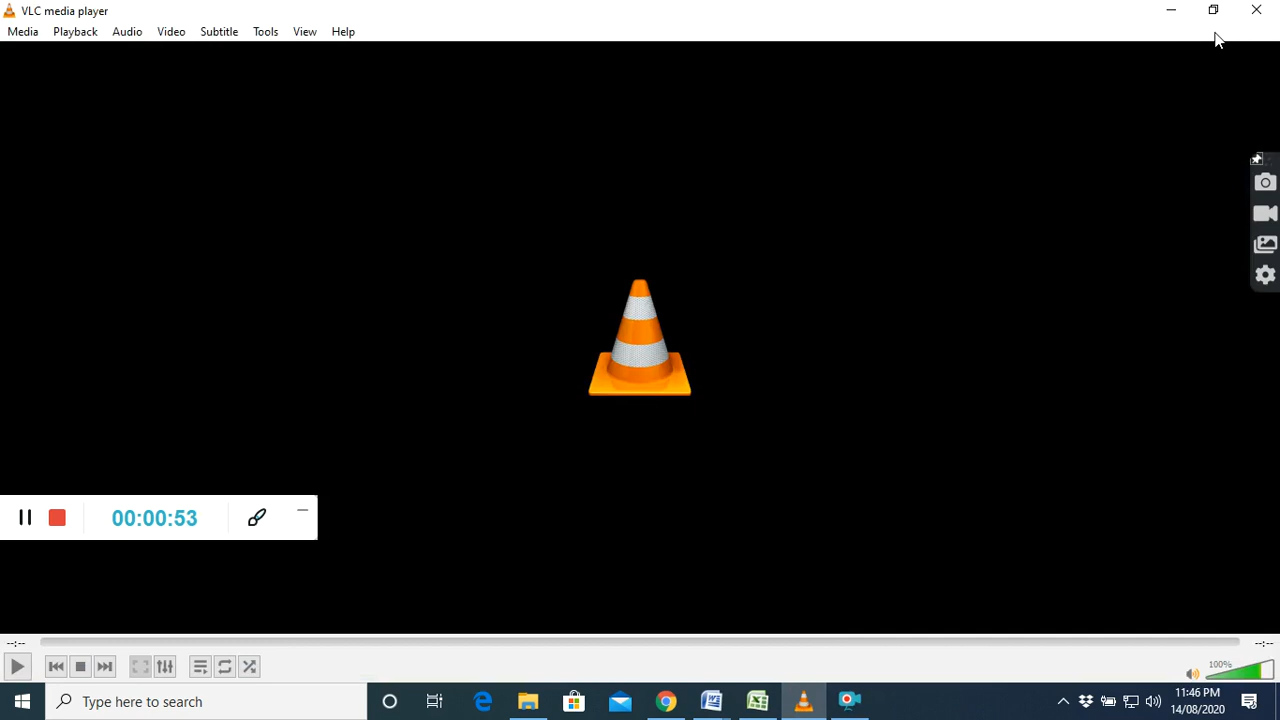 VLC media player
Media Playback Audio Video Subtitle Tools View Help
00:00:53
--:-- --:--
100%
Type here to search
11:46 PM
14/08/2020